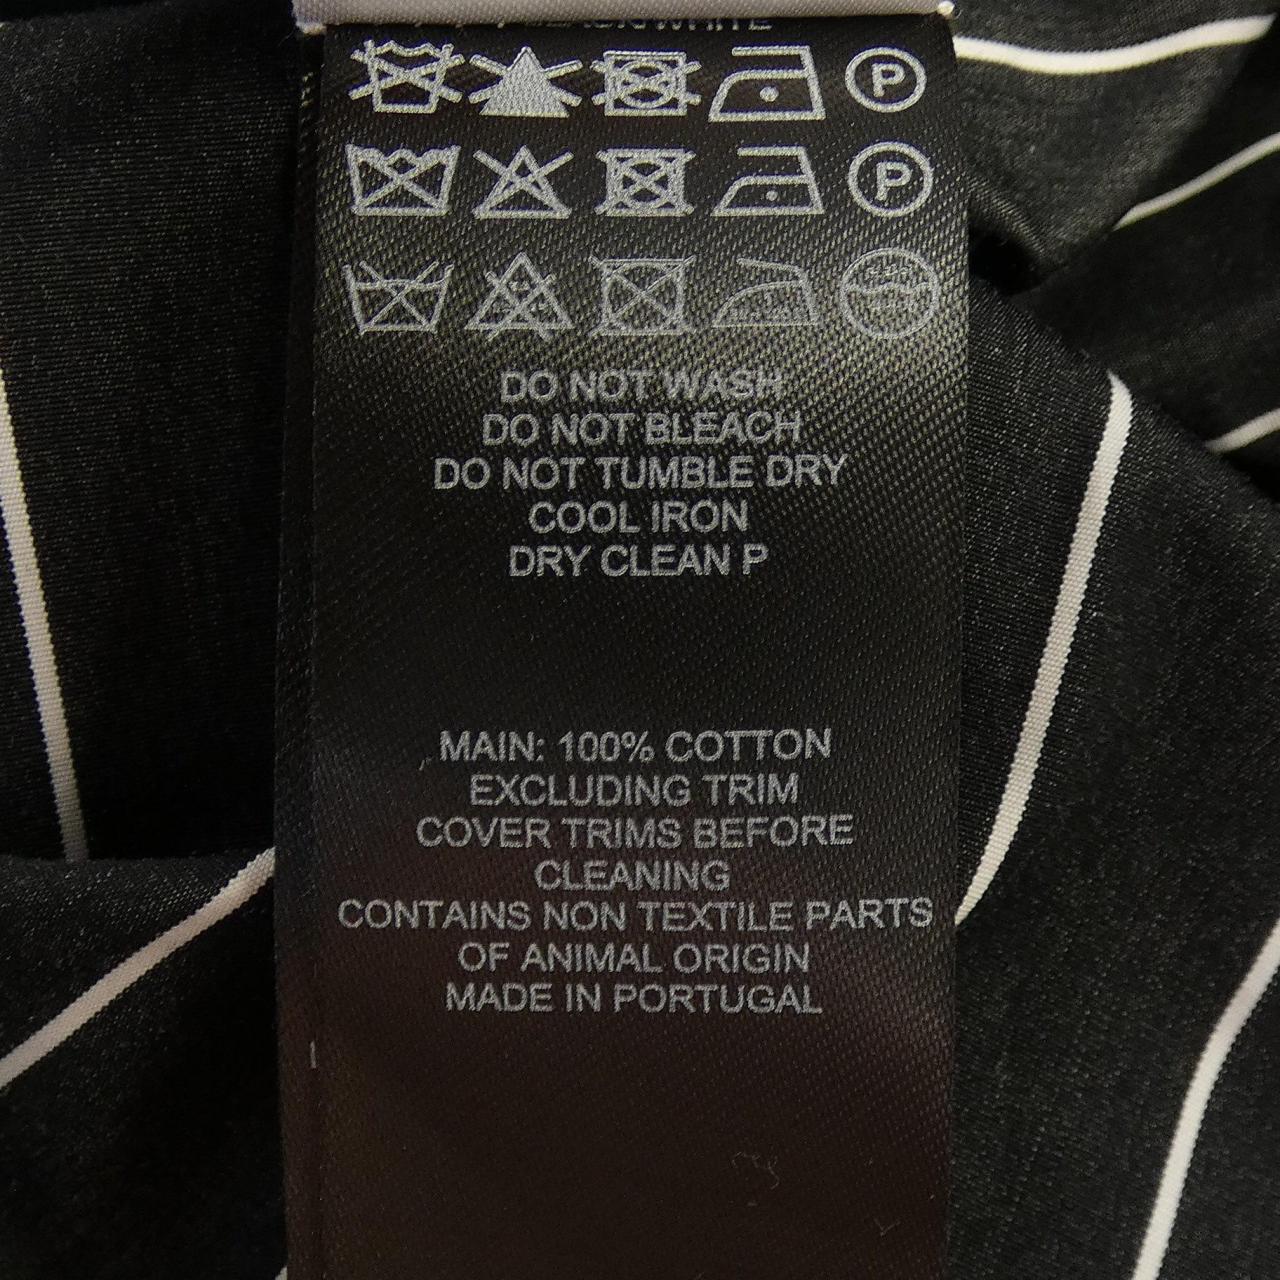 P
P
DO NOT WASH
DO NOT BLEACH
DO NOT TUMBLE DRY
COOL IRON
DRY CLEAN P
MAIN: 100% COTTON
EXCLUDING TRIM
COVER TRIMS BEFORE
CLEANING
CONTAINS NON TEXTILE PARTS
OF ANIMAL ORIGIN
MADE IN PORTUGAL